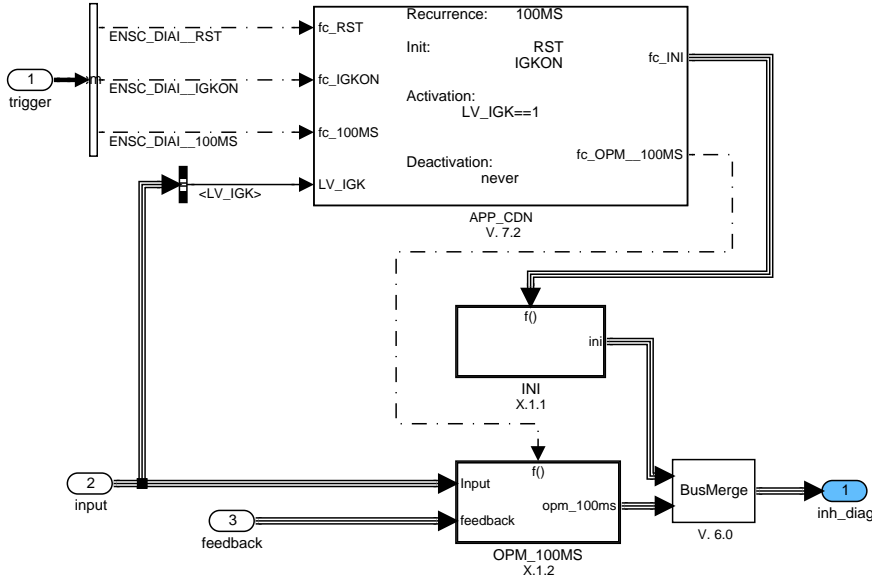 Recurrence: 100MS
ENSC_DIAI__RST
fc_RST
Init: RST
IGKON
fc_INI
1
trigger
ENSC_DIAI__IGKON
fc_IGKON
Activation:
LV_IGK==1
ENSC_DIAI__100MS
fc_100MS
fc_OPM__100MS
Deactivation:
never
<LV_IGK>
LV_IGK
APP_CDN
V. 7.2
f()
ini
INI
X.1.1
f()
2
input
Input
opm_100ms
3
feedback
feedback
OPM_100MS
X.1.2
BusMerge
V. 6.0
1
inh_diag